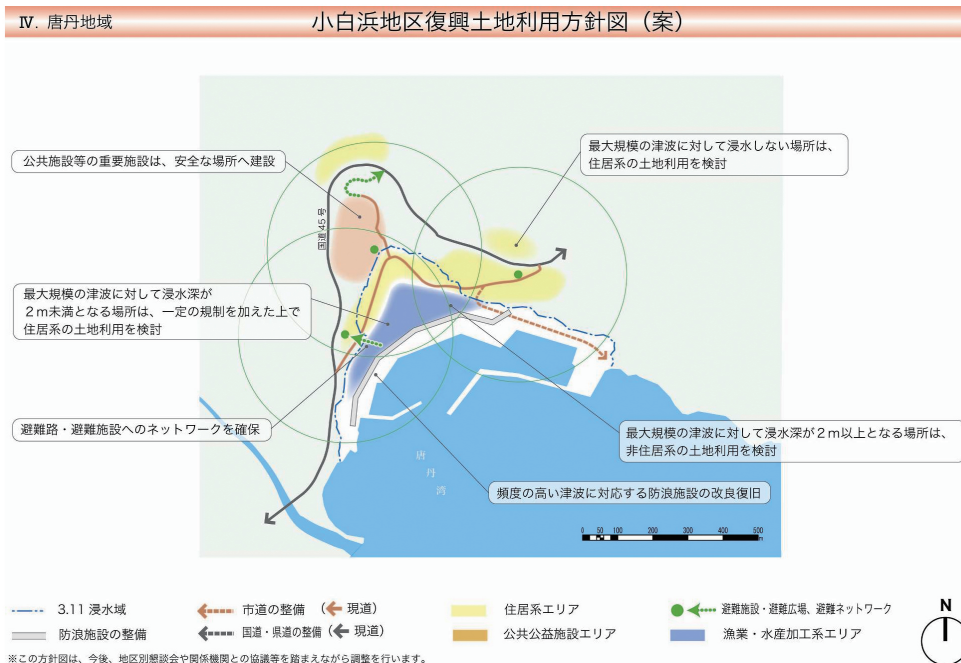 Ⅳ. 唐丹地域
小白浜地区復興土地利用方針図（案）
公共施設等の重要施設は、安全な場所へ建設
最大規模の津波に対して浸水しない場所は、
住居系の土地利用を検討
国道45号
最大規模の津波に対して浸水深が
２ｍ未満となる場所は、一定の規制を加えた上で
住居系の土地利用を検討
避難路・避難施設へのネットワークを確保
最大規模の津波に対して浸水深が２ｍ以上となる場所は、
非住居系の土地利用を検討
唐丹湾
頻度の高い津波に対応する防浪施設の改良復旧
0 50 100 200 300 400 500
m
3.11 浸水域
市道の整備 （ 現道）
住居系エリア
避難施設・避難広場、避難ネットワーク
防浪施設の整備
国道・県道の整備 （ 現道）
公共公益施設エリア
漁業・水産加工系エリア
N
※この方針図は、今後、地区別懇談会や関係機関との協議等を踏まえながら調整を行います。